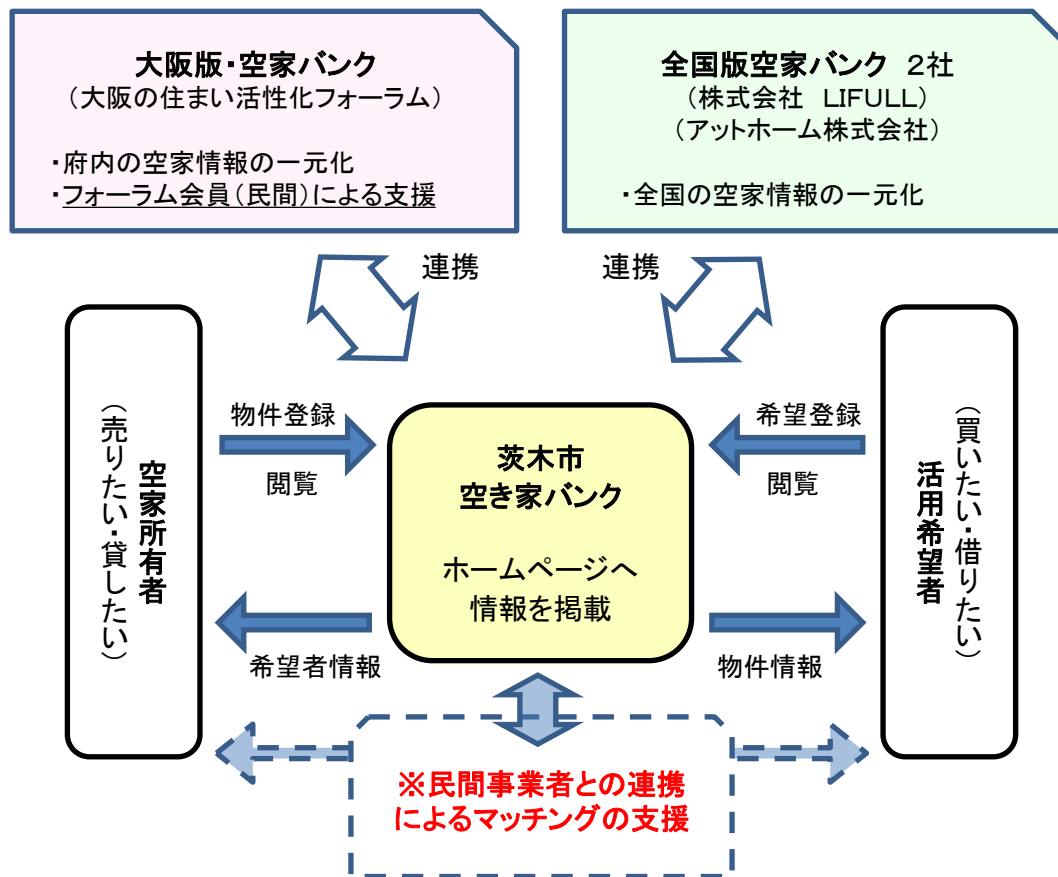 大阪版・空家バンク
（大阪の住まい活性化フォーラム）
・府内の空家情報の一元化
・フォーラム会員（民間）による支援
全国版空家バンク　２社
（株式会社　LIFULL）
（アットホーム株式会社）
・全国の空家情報の一元化
連携
連携
空家所有者
（売りたい・貸したい）
物件登録
閲覧
希望者情報
茨木市
空き家バンク
ホームページへ
情報を掲載
希望登録
閲覧
物件情報
（買いたい・借りたい）
活用希望者
※民間事業者との連携
によるマッチングの支援